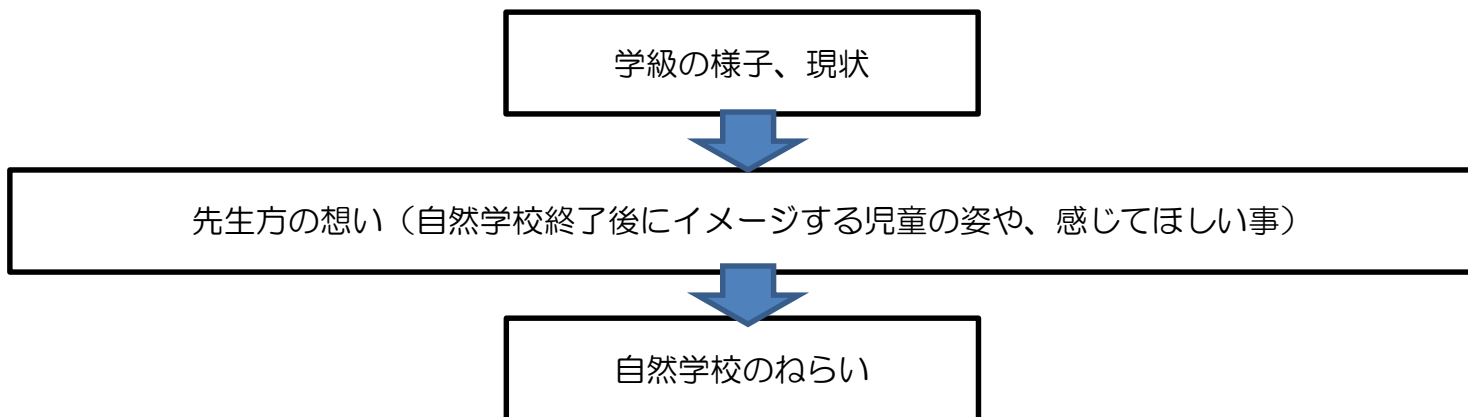 学級の様子、現状
先生方の想い（自然学校終了後にイメージする児童の姿や、感じてほしい事）
自然学校のねらい